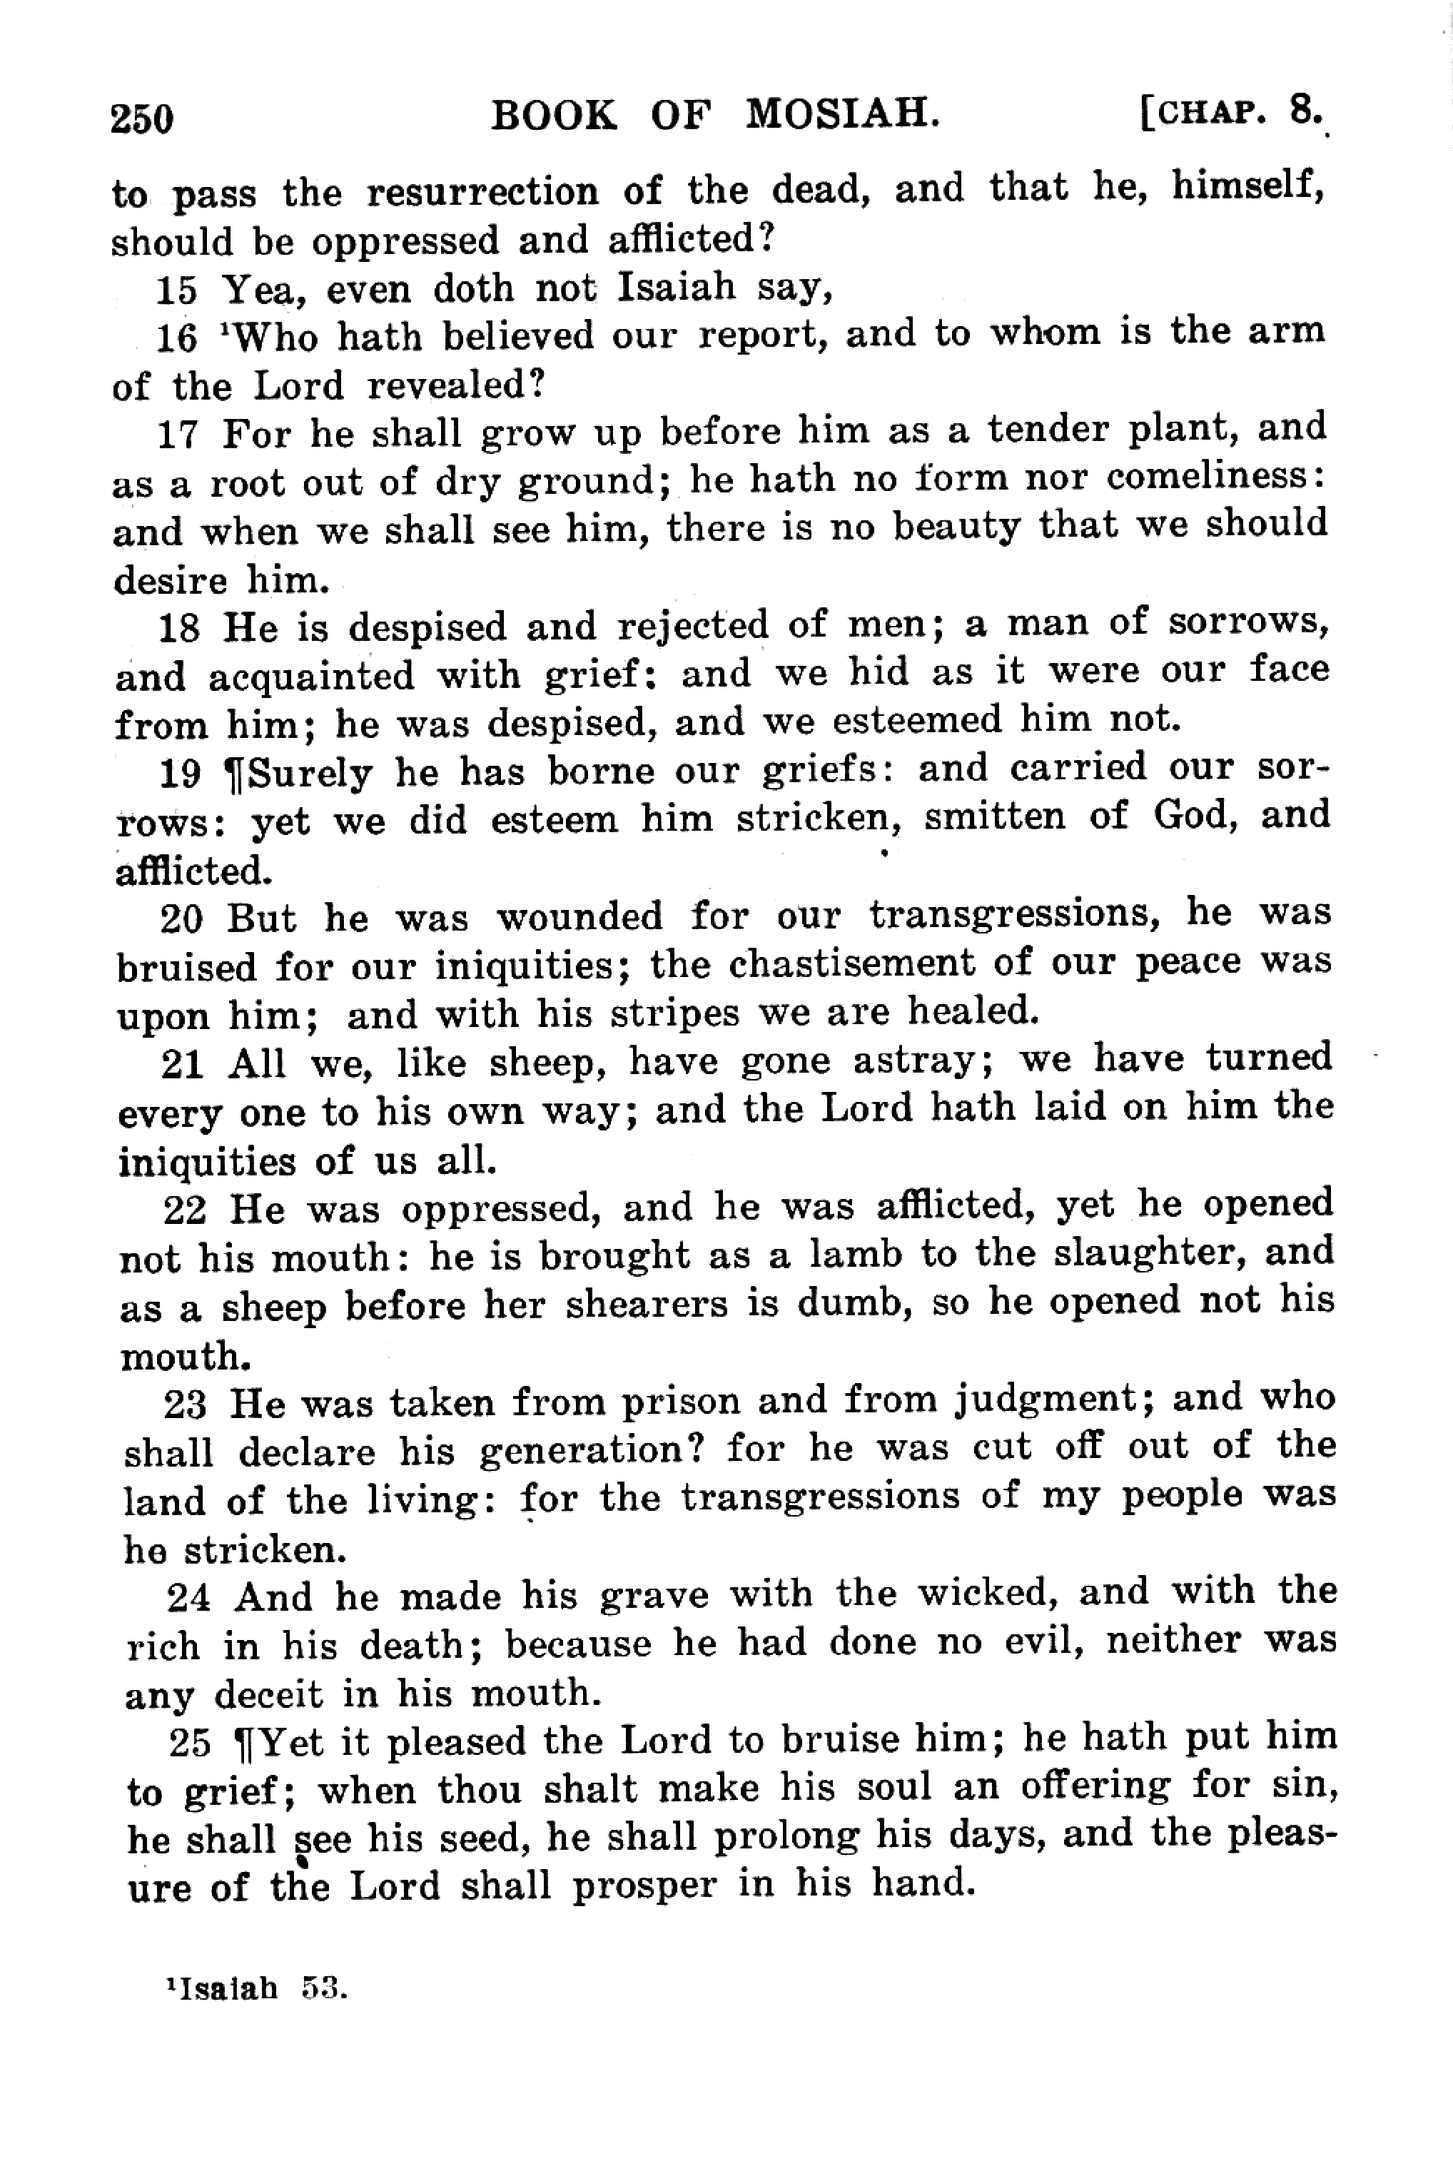 250 BOOK OF MOSIAH. [CHAP. 8.
to pass the resurrection of the dead, and that he, himself,
should be oppressed and afflicted?
15 Yea, even doth not Isaiah say,
16 ¹Who hath believed our report, and to whom is the arm
of the Lord revealed?
17 For he shall grow up before him as a tender plant, and
as a root out of dry ground; he hath no form nor comeliness:
and when we shall see him, there is no beauty that we should
desire him.
18 He is despised and rejected of men; a man of sorrows,
and acquainted with grief: and we hid as it were our face
from him; he was despised, and we esteemed him not.
19 ¶Surely he has borne our griefs: and carried our sor-
rows: yet we did esteem him stricken, smitten of God, and
afflicted.
20 But he was wounded for our transgressions, he was
bruised for our iniquities; the chastisement of our peace was
upon him; and with his stripes we are healed.
21 All we, like sheep, have gone astray; we have turned
every one to his own way; and the Lord hath laid on him the
iniquities of us all.
22 He was oppressed, and he was afflicted, yet he opened
not his mouth: he is brought as a lamb to the slaughter, and
as a sheep before her shearers is dumb, so he opened not his
mouth.
23 He was taken from prison and from judgment; and who
shall declare his generation? for he was cut off out of the
land of the living: for the transgressions of my people was
he stricken.
24 And he made his grave with the wicked, and with the
rich in his death; because he had done no evil, neither was
any deceit in his mouth.
25 ¶Yet it pleased the Lord to bruise him; he hath put him
to grief; when thou shalt make his soul an offering for sin,
he shall see his seed, he shall prolong his days, and the pleas-
ure of the Lord shall prosper in his hand.
¹Isaiah 53.